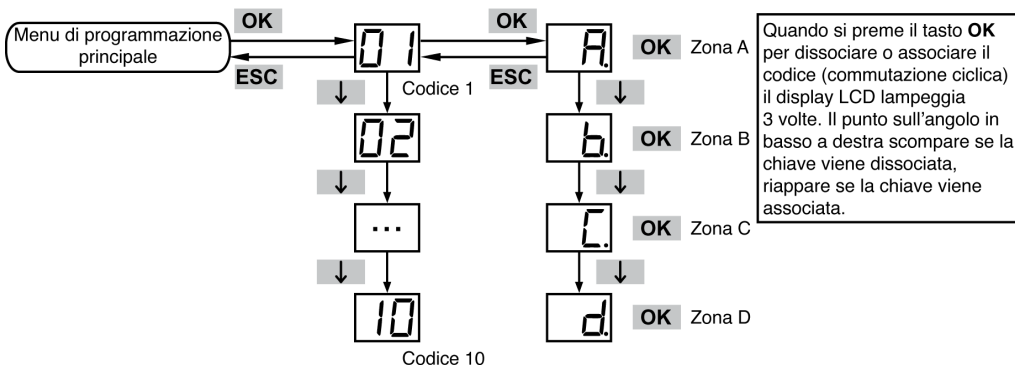 Menu di programmazione
principale
OK
ESC
01
Codice 1
OK
ESC
A.
OK Zona A
↓
↓
02
b.
OK Zona B
↓
↓
...
C.
OK Zona C
↓
↓
10
Codice 10
d.
OK Zona D
Quando si preme il tasto OK
per dissociare o associare il
codice (commutazione ciclica)
il display LCD lampeggia
3 volte. Il punto sull'angolo in
basso a destra scompare se la
chiave viene dissociata,
riappare se la chiave viene
associata.